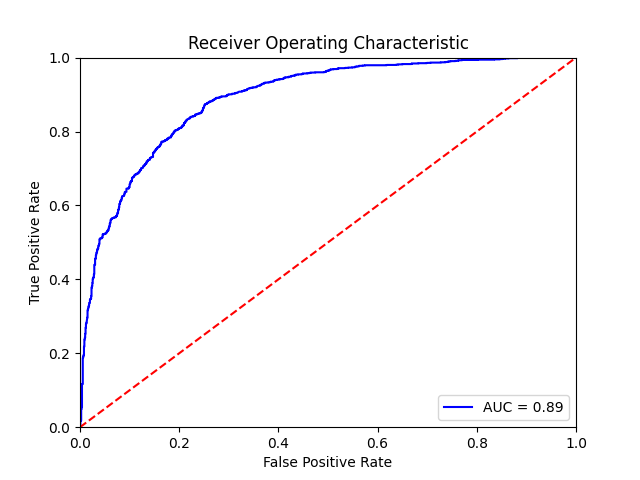 Receiver Operating Characteristic
True Positive Rate
1.0
0.8
0.6
0.4
0.2
0.0
AUC = 0.89
0.0 0.2 0.4 0.6 0.8 1.0
False Positive Rate